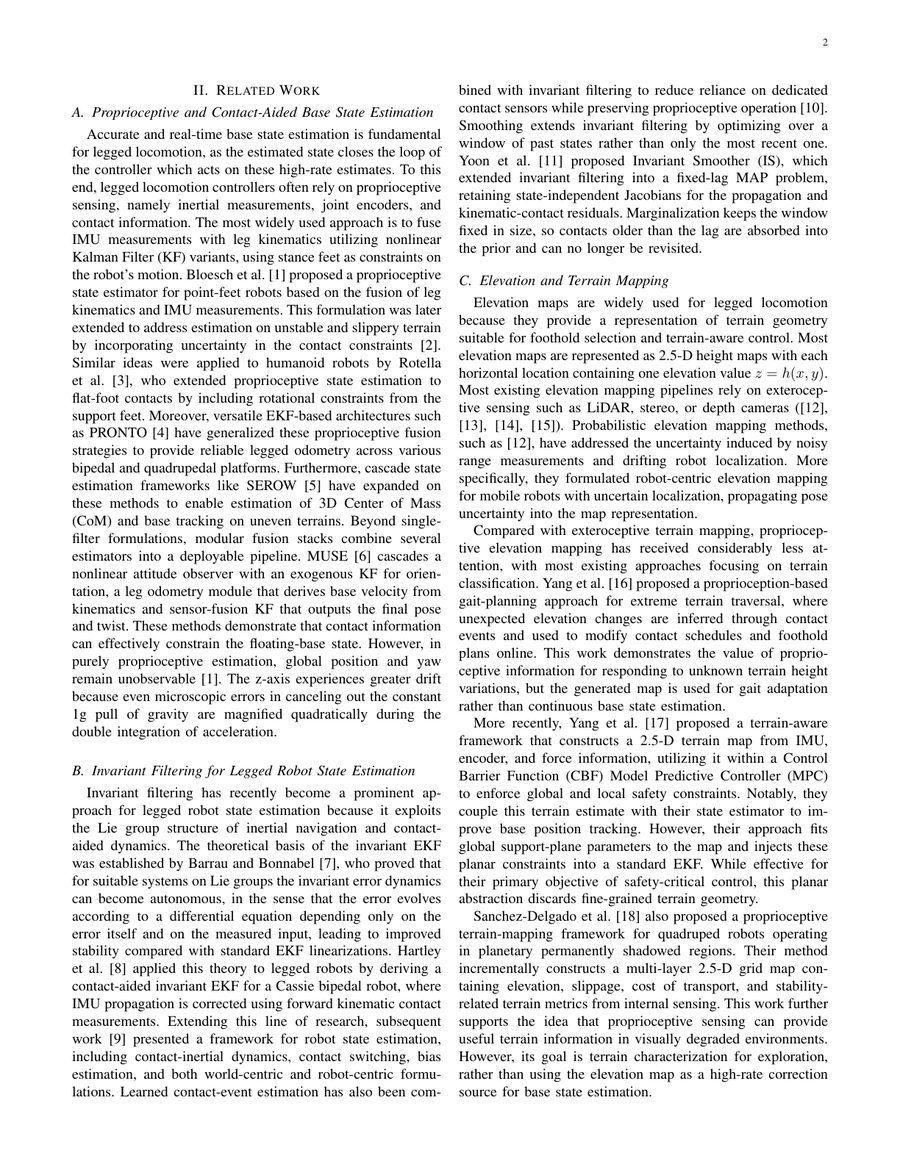 2
II. RELATED WORK
A. Proprioceptive and Contact-Aided Base State Estimation
Accurate and real-time base state estimation is fundamental
for legged locomotion, as the estimated state closes the loop of
the controller which acts on these high-rate estimates. To this
end, legged locomotion controllers often rely on proprioceptive
sensing, namely inertial measurements, joint encoders, and
contact information. The most widely used approach is to fuse
IMU measurements with leg kinematics utilizing nonlinear
Kalman Filter (KF) variants, using stance feet as constraints on
the robot's motion. Bloesch et al. [1] proposed a proprioceptive
state estimator for point-feet robots based on the fusion of leg
kinematics and IMU measurements. This formulation was later
extended to address estimation on unstable and slippery terrain
by incorporating uncertainty in the contact constraints [2].
Similar ideas were applied to humanoid robots by Rotella
et al. [3], who extended proprioceptive state estimation to
flat-foot contacts by including rotational constraints from the
support feet. Moreover, versatile EKF-based architectures such
as PRONTO [4] have generalized these proprioceptive fusion
strategies to provide reliable legged odometry across various
bipedal and quadrupedal platforms. Furthermore, cascade state
estimation frameworks like SEROW [5] have expanded on
these methods to enable estimation of 3D Center of Mass
(CoM) and base tracking on uneven terrains. Beyond single-
filter formulations, modular fusion stacks combine several
estimators into a deployable pipeline. MUSE [6] cascades a
nonlinear attitude observer with an exogenous KF for orien-
tation, a leg odometry module that derives base velocity from
kinematics and sensor-fusion KF that outputs the final pose
and twist. These methods demonstrate that contact information
can effectively constrain the floating-base state. However, in
purely proprioceptive estimation, global position and yaw
remain unobservable [1]. The z-axis experiences greater drift
because even microscopic errors in canceling out the constant
1g pull of gravity are magnified quadratically during the
double integration of acceleration.
B. Invariant Filtering for Legged Robot State Estimation
Invariant filtering has recently become a prominent ap-
proach for legged robot state estimation because it exploits
the Lie group structure of inertial navigation and contact-
aided dynamics. The theoretical basis of the invariant EKF
was established by Barrau and Bonnabel [7], who proved that
for suitable systems on Lie groups the invariant error dynamics
can become autonomous, in the sense that the error evolves
according to a differential equation depending only on the
error itself and on the measured input, leading to improved
stability compared with standard EKF linearizations. Hartley
et al. [8] applied this theory to legged robots by deriving a
contact-aided invariant EKF for a Cassie bipedal robot, where
IMU propagation is corrected using forward kinematic contact
measurements. Extending this line of research, subsequent
work [9] presented a framework for robot state estimation,
including contact-inertial dynamics, contact switching, bias
estimation, and both world-centric and robot-centric formu-
lations. Learned contact-event estimation has also been com-
bined with invariant filtering to reduce reliance on dedicated
contact sensors while preserving proprioceptive operation [10].
Smoothing extends invariant filtering by optimizing over a
window of past states rather than only the most recent one.
Yoon et al. [11] proposed Invariant Smoother (IS), which
extended invariant filtering into a fixed-lag MAP problem,
retaining state-independent Jacobians for the propagation and
kinematic-contact residuals. Marginalization keeps the window
fixed in size, so contacts older than the lag are absorbed into
the prior and can no longer be revisited.
C. Elevation and Terrain Mapping
Elevation maps are widely used for legged locomotion
because they provide a representation of terrain geometry
suitable for foothold selection and terrain-aware control. Most
elevation maps are represented as 2.5-D height maps with each
horizontal location containing one elevation value z = h(x, y).
Most existing elevation mapping pipelines rely on exterocep-
tive sensing such as LiDAR, stereo, or depth cameras ([12],
[13], [14], [15]). Probabilistic elevation mapping methods,
such as [12], have addressed the uncertainty induced by noisy
range measurements and drifting robot localization. More
specifically, they formulated robot-centric elevation mapping
for mobile robots with uncertain localization, propagating pose
uncertainty into the map representation.
Compared with exteroceptive terrain mapping, propriocep-
tive elevation mapping has received considerably less at-
tention, with most existing approaches focusing on terrain
classification. Yang et al. [16] proposed a proprioception-based
gait-planning approach for extreme terrain traversal, where
unexpected elevation changes are inferred through contact
events and used to modify contact schedules and foothold
plans online. This work demonstrates the value of proprio-
ceptive information for responding to unknown terrain height
variations, but the generated map is used for gait adaptation
rather than continuous base state estimation.
More recently, Yang et al. [17] proposed a terrain-aware
framework that constructs a 2.5-D terrain map from IMU,
encoder, and force information, utilizing it within a Control
Barrier Function (CBF) Model Predictive Controller (MPC)
to enforce global and local safety constraints. Notably, they
couple this terrain estimate with their state estimator to im-
prove base position tracking. However, their approach fits
global support-plane parameters to the map and injects these
planar constraints into a standard EKF. While effective for
their primary objective of safety-critical control, this planar
abstraction discards fine-grained terrain geometry.
Sanchez-Delgado et al. [18] also proposed a proprioceptive
terrain-mapping framework for quadruped robots operating
in planetary permanently shadowed regions. Their method
incrementally constructs a multi-layer 2.5-D grid map con-
taining elevation, slippage, cost of transport, and stability-
related terrain metrics from internal sensing. This work further
supports the idea that proprioceptive sensing can provide
useful terrain information in visually degraded environments.
However, its goal is terrain characterization for exploration,
rather than using the elevation map as a high-rate correction
source for base state estimation.